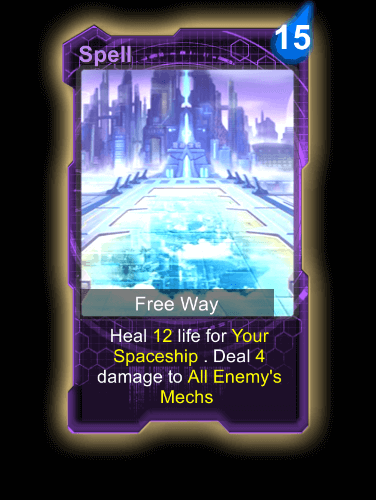 15
Spell
Free Way
Heal 12 life for Your
Spaceship . Deal 4
damage to All Enemy's
Mechs